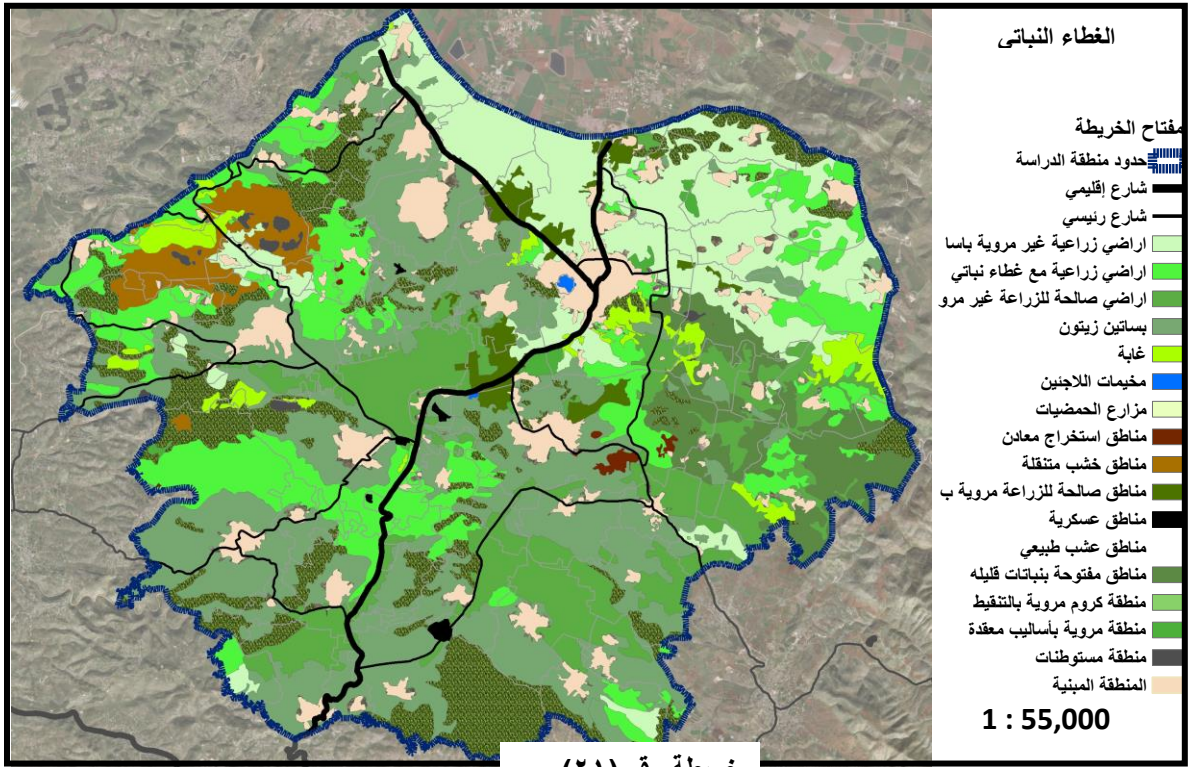 الغطاء النباتي
مفتاح الخريطة
حدود منطقة الدراسة
شارع إقليمي
شارع رئيسي
اراضي زراعية غير مروية باسا
اراضي زراعية مع غطاء نباتي
اراضي صالحة للزراعة غير مرو
بساتين زيتون
غابة
مخيمات اللاجئين
مزارع الحمضيات
مناطق استخراج معادن
مناطق خشب متنقلة
مناطق صالحة للزراعة مروية ب
مناطق عسكرية
مناطق عشب طبيعي
مناطق مفتوحة بنباتات قليله
منطقة كروم مروية بالتنقيط
منطقة مروية بأساليب معقدة
منطقة مستوطنات
المنطقة المبنية
1 : 55,000
(٢١)